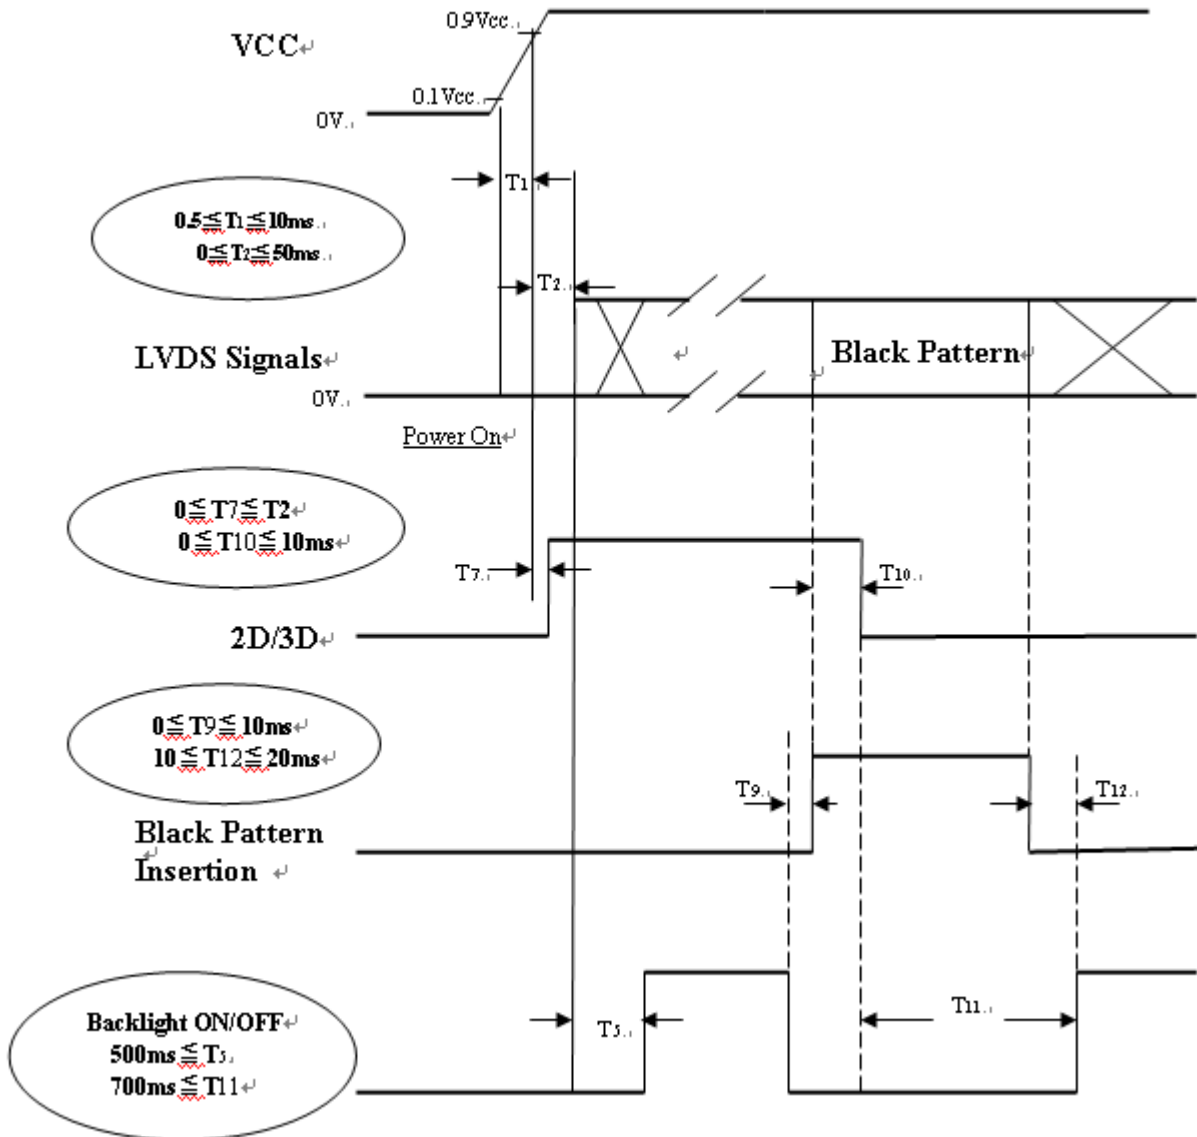 0.9Vcc
VCC
0.1Vcc
0V
T1
0.5≦T1≦10ms
0≦T2≦50ms
T2
LVDS Signals
Black Pattern
0V
Power On
0≦T7≦T2
0≦T10≦10ms
T7
T10
2D/3D
0≦T9≦10ms
10≦T12≦20ms
T9
T12
Black Pattern
Insertion
Backlight ON/OFF
500ms≦T5
700ms≦T11
T5
T11